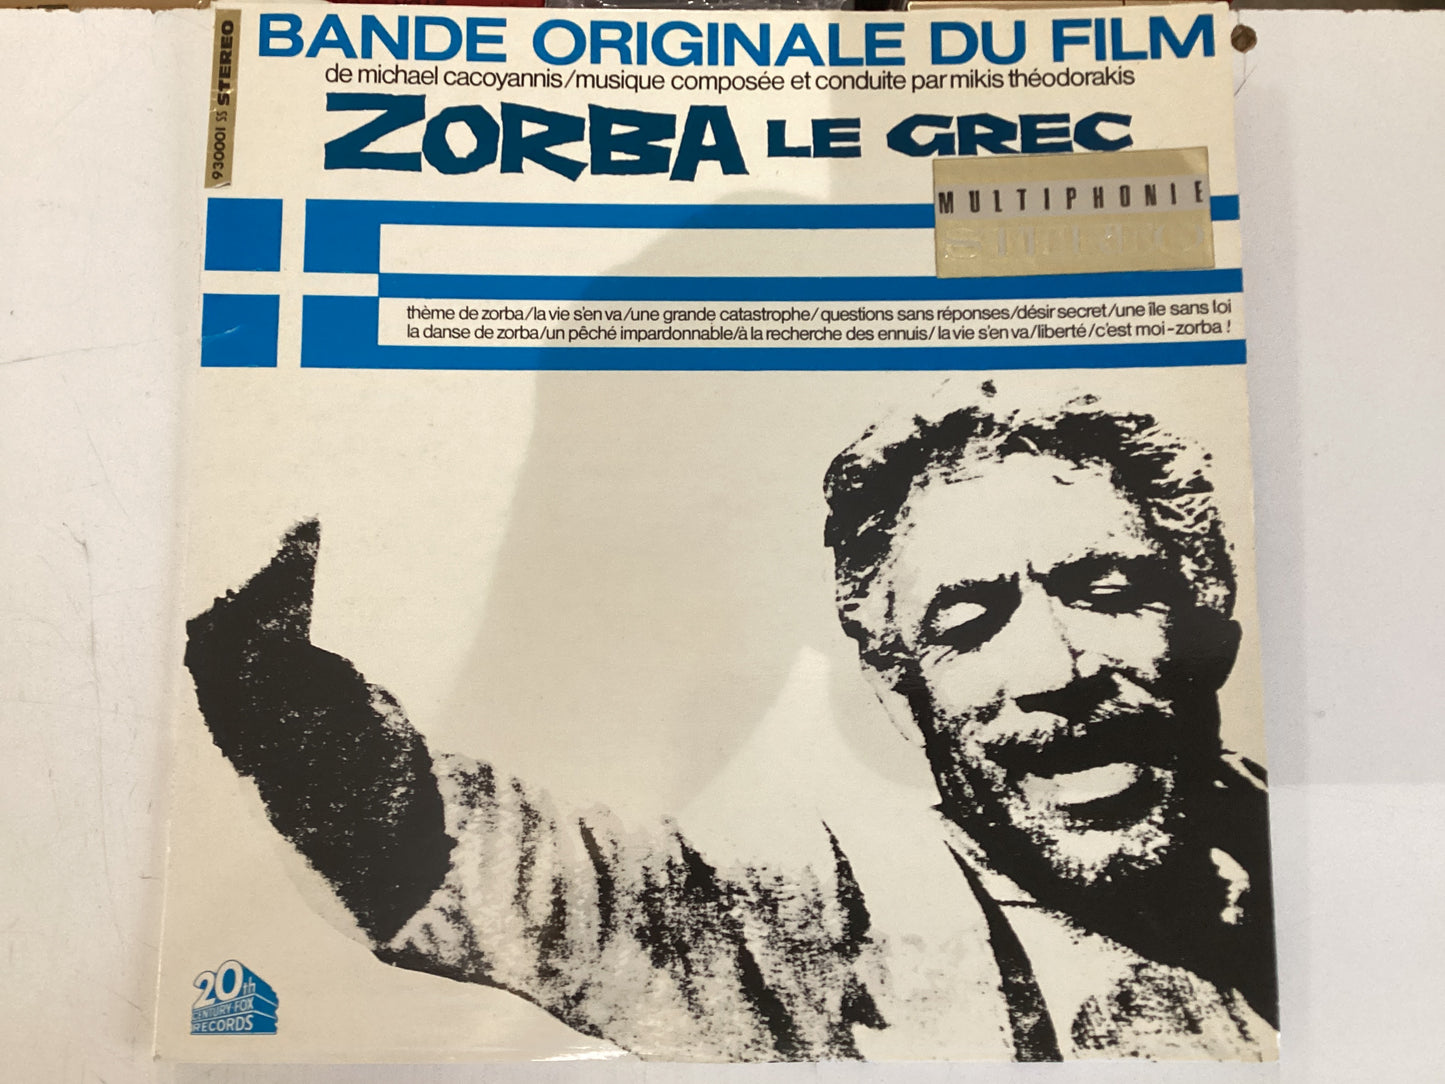 930001 SS STEREO
BANDE ORIGINALE DU FILM
de michael cacoyannis/musique composée et conduite par mikis théodorakis
ZORBA LE GREC
MULTIPHONIE
STEREO
thème de zorba/la vie s'en va/une grande catastrophe/questions sans réponses/désir secret/une île sans loi
la danse de zorba/un pêché impardonnable/à la recherche des ennuis/la vie s'en va/liberté/c'est moi-zorba !
20th
CENTURY-FOX
RECORDS